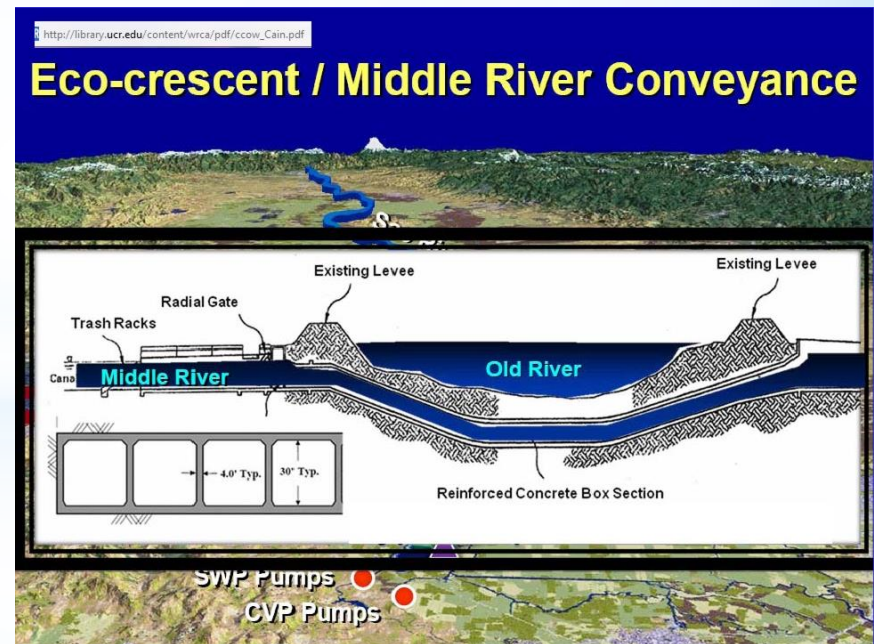 http://library.ucr.edu/content/wrca/pdf/ccow_Cain.pdf
Eco-crescent / Middle River Conveyance
Existing Levee
Existing Levee
Radial Gate
Trash Racks
Middle River
Old River
4.0' Typ.
30' Typ.
Reinforced Concrete Box Section
SWP Pumps
CVP Pumps